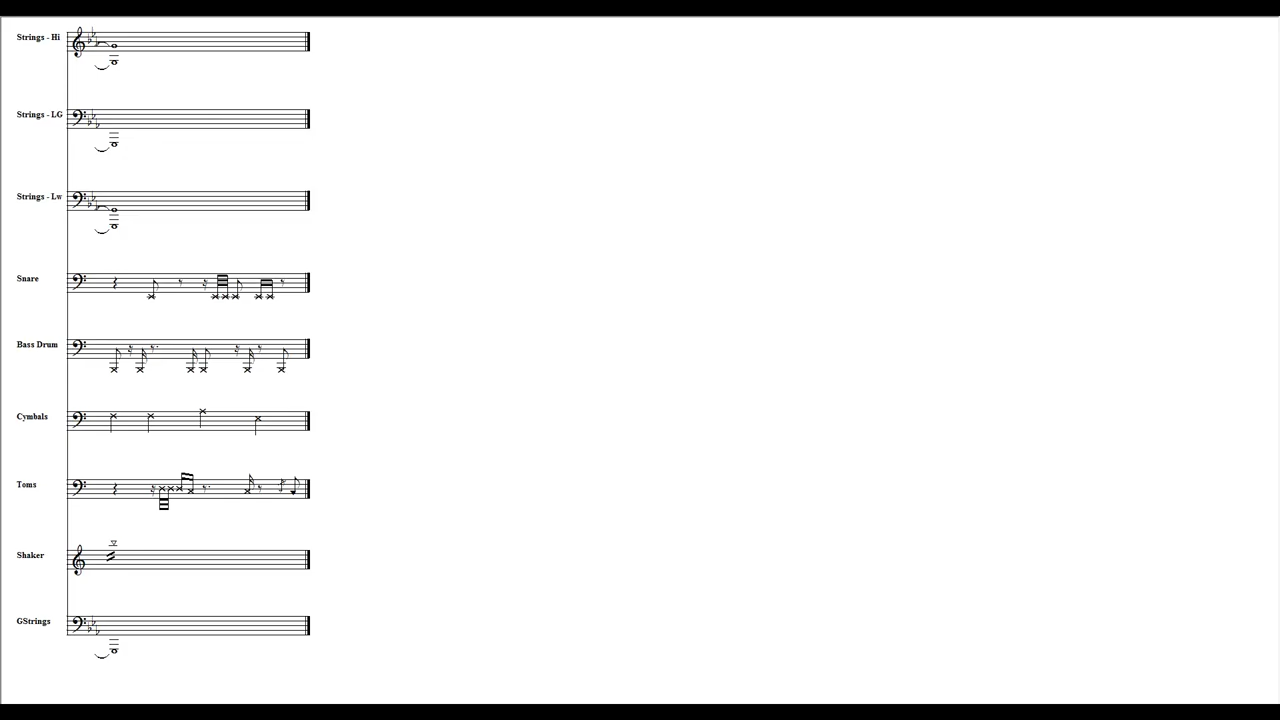 Strings - Hi
Strings - LG
Strings - Lw
Snare
Bass Drum
Cymbals
Toms
Shaker
GStrings